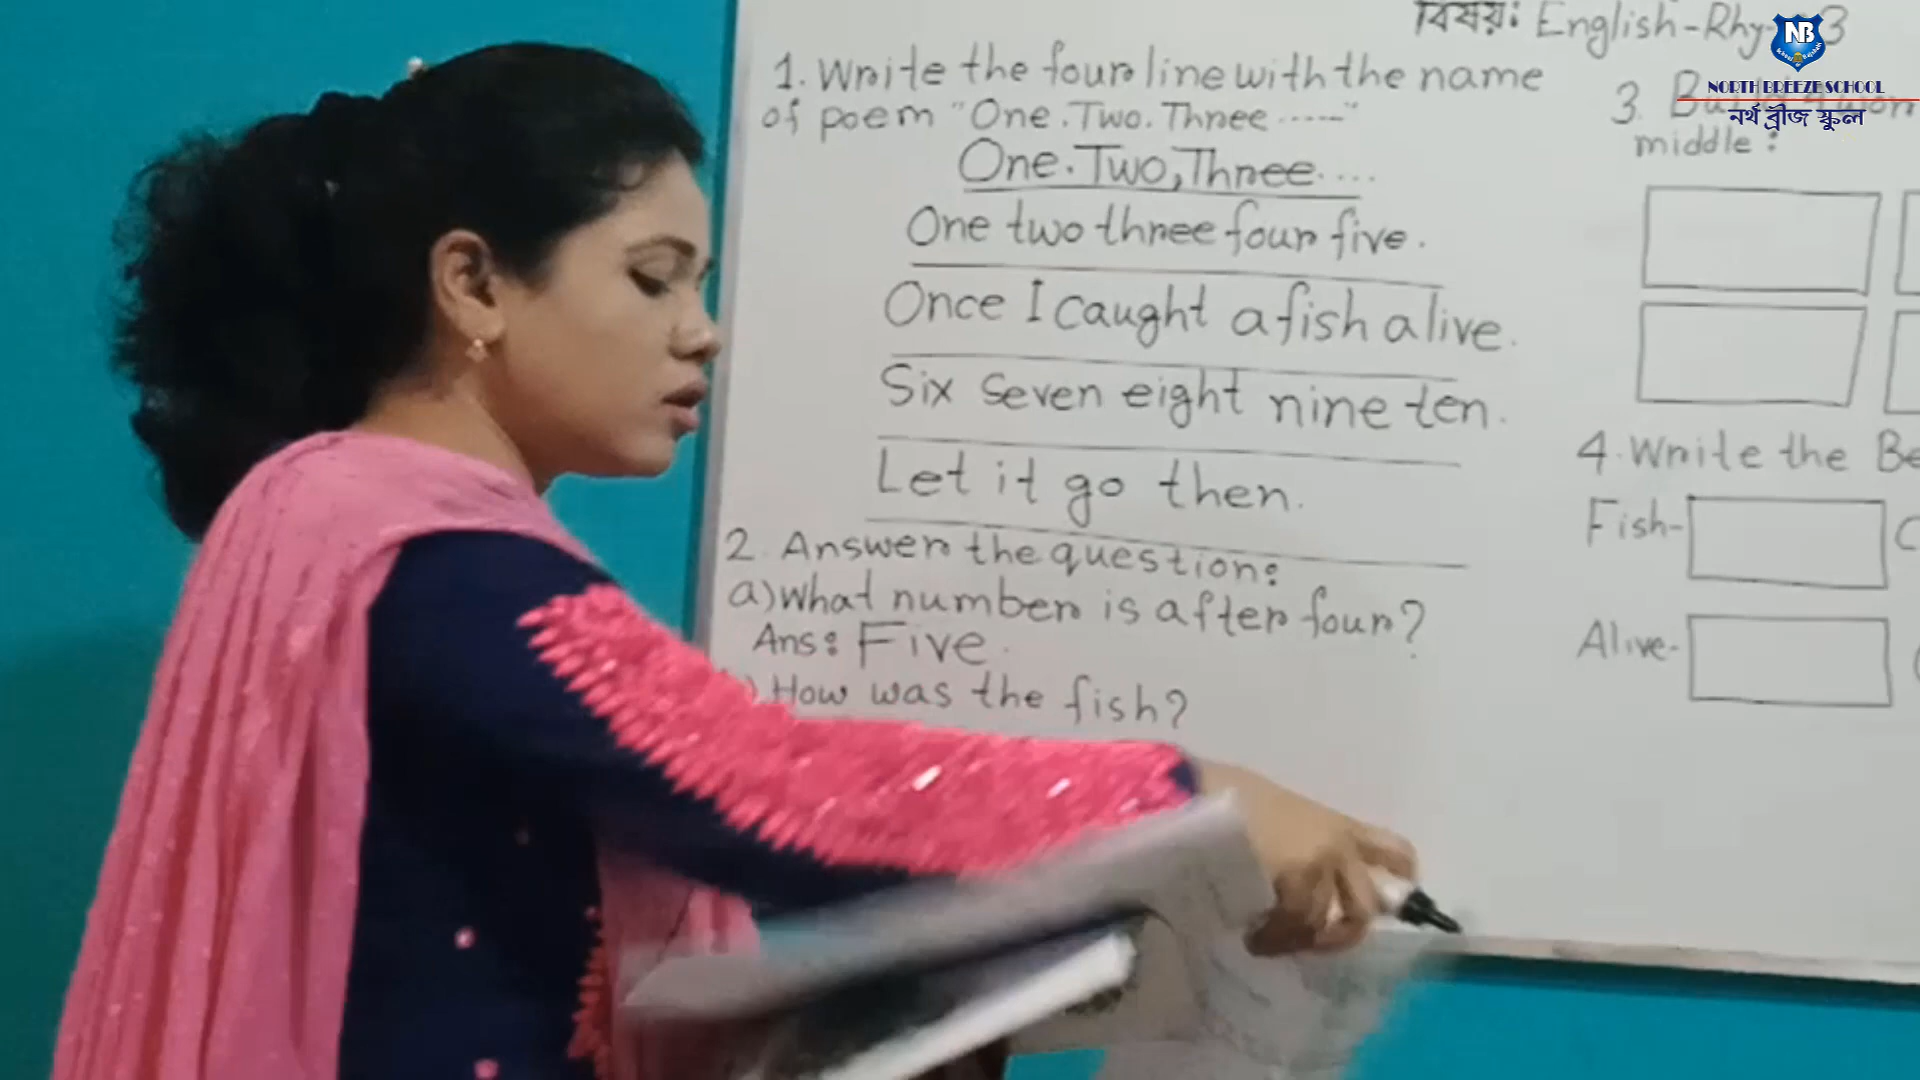 বিষয়: English-Rhy 3
NB
NORTH BREEZE SCHOOL
নর্থ ব্রীজ স্কুল
1. Write the four line with the name
of poem "One. Two. Three ......"
One. Two, Three....
One two three four five.
Once I caught a fish alive.
Six seven eight nine ten.
Let it go then.
2. Answer the question:
a) What number is after four?
Ans: Five.
) How was the fish?
3.
middle:
4. Write the Be
Fish-
Alive-